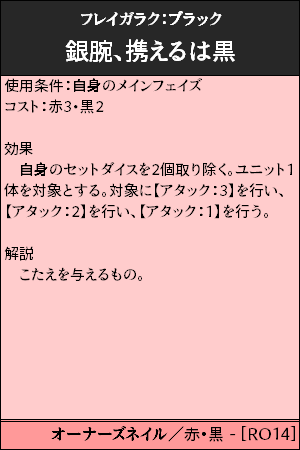 フレイガラク：ブラック
銀腕、携えるは黒
使用条件：自身のメインフェイズ
コスト：赤3・黒2
効果
　自身のセットダイスを2個取り除く。ユニット1
体を対象とする。対象に【アタック：3】を行い、
【アタック：2】を行い、【アタック：1】を行う。
解説
　こたえを与えるもの。
オーナーズネイル／赤・黒 - [RO14]